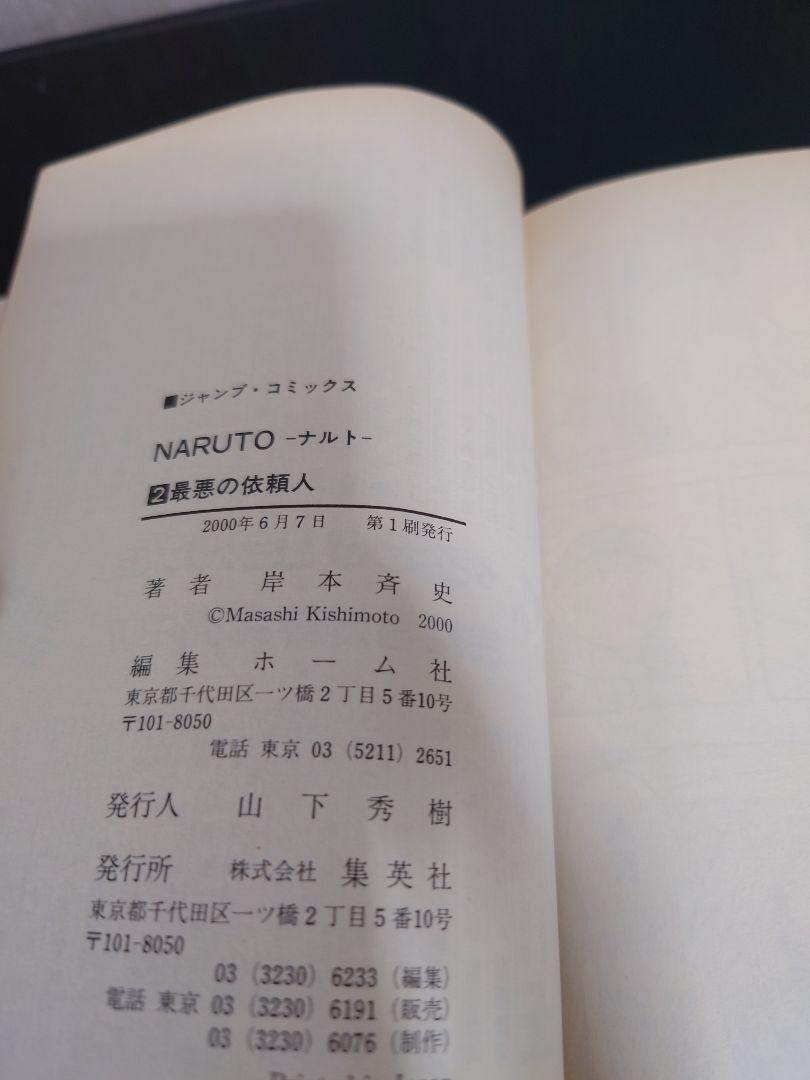 ■ジャンプ・コミックス
NARUTO -ナルト-
2最悪の依頼人
2000年6月7日 第1刷発行
著者 岸本斉史
©Masashi Kishimoto 2000
編集 ホーム社
東京都千代田区一ツ橋2丁目5番10号
〒101-8050
電話 東京 03 (5211) 2651
発行人 山下秀樹
発行所 株式会社 集英社
東京都千代田区一ツ橋2丁目5番10号
〒101-8050
03 (3230) 6233 (編集)
電話 東京 03 (3230) 6191 (販売)
03 (3230) 6076 (制作)